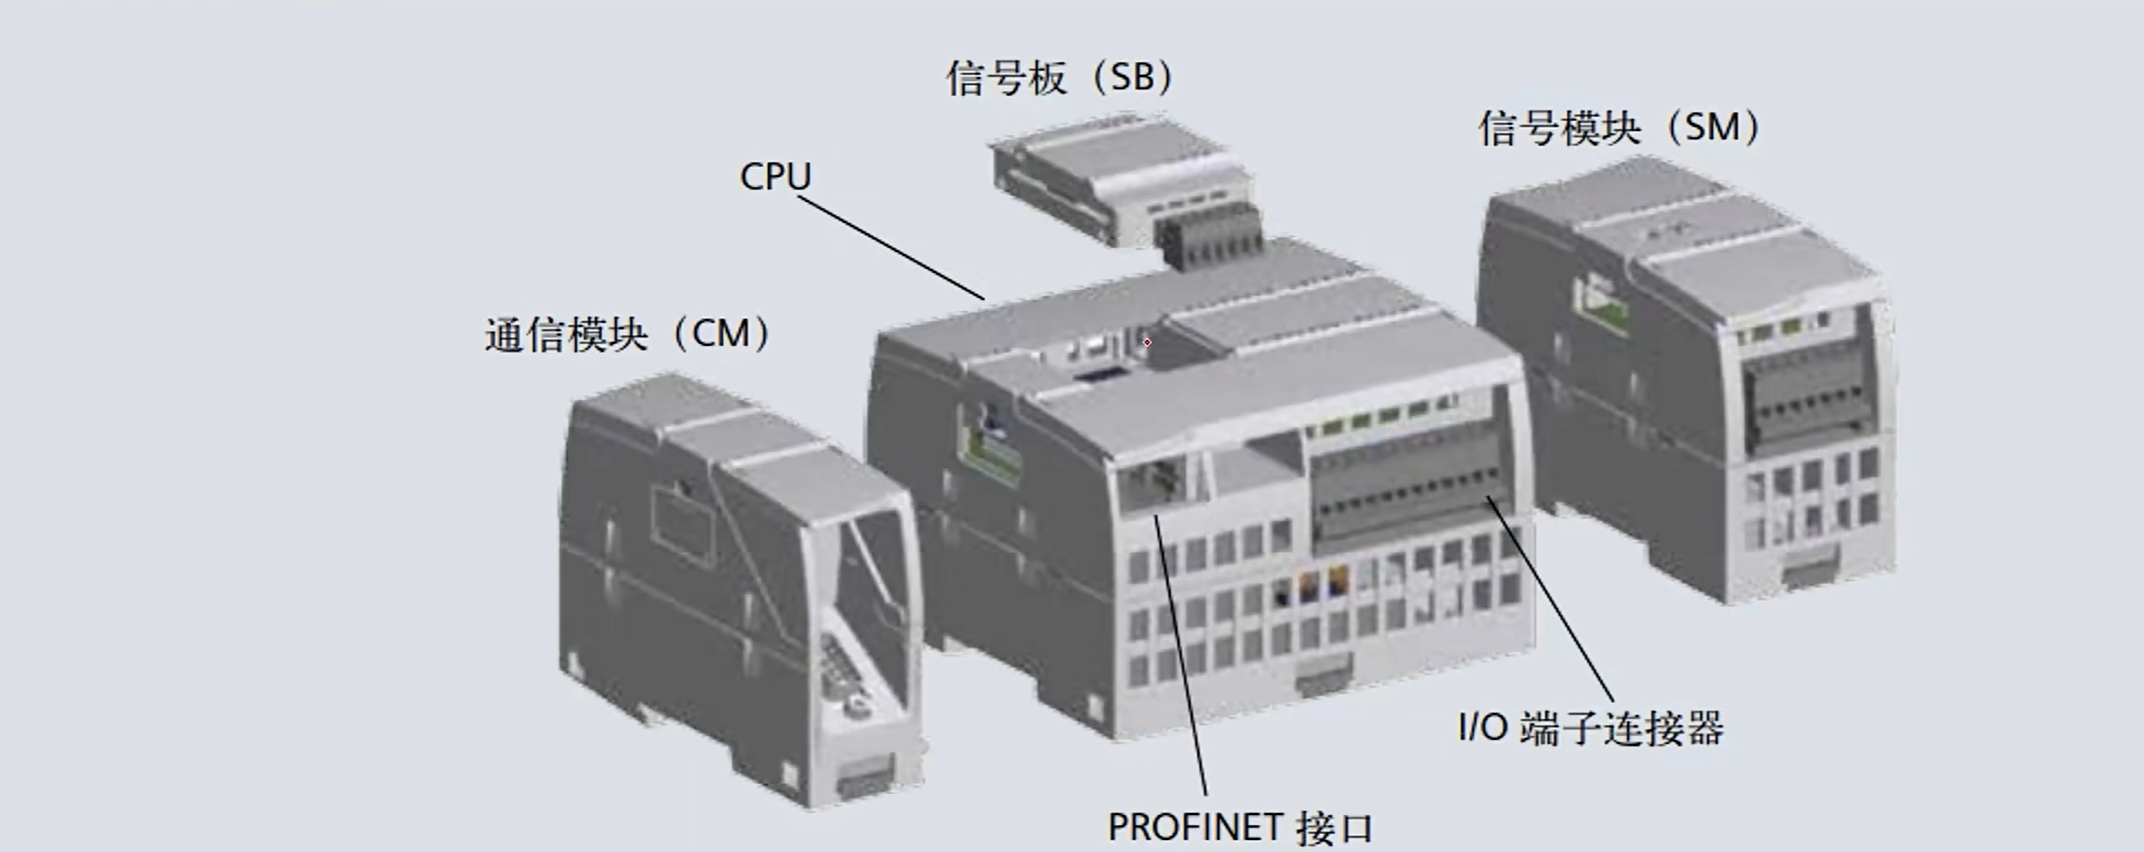 信号板（SB）
信号模块（SM）
CPU
通信模块（CM）
I/O 端子连接器
PROFINET 接口